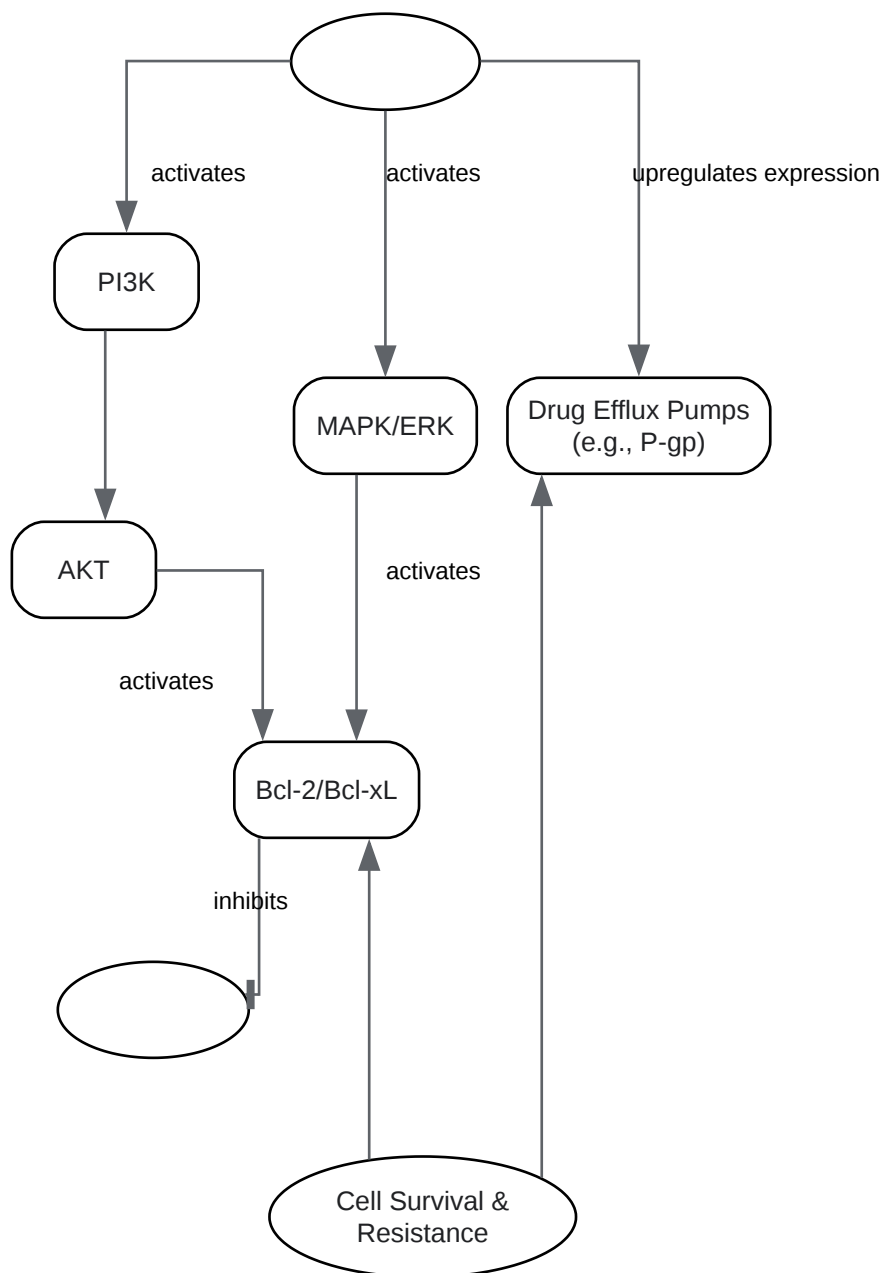 activates
activates
upregulates expression
PI3K
MAPK/ERK
Drug Efflux Pumps
(e.g., P-gp)
AKT
activates
activates
Bcl-2/Bcl-xL
inhibits
Cell Survival &
Resistance